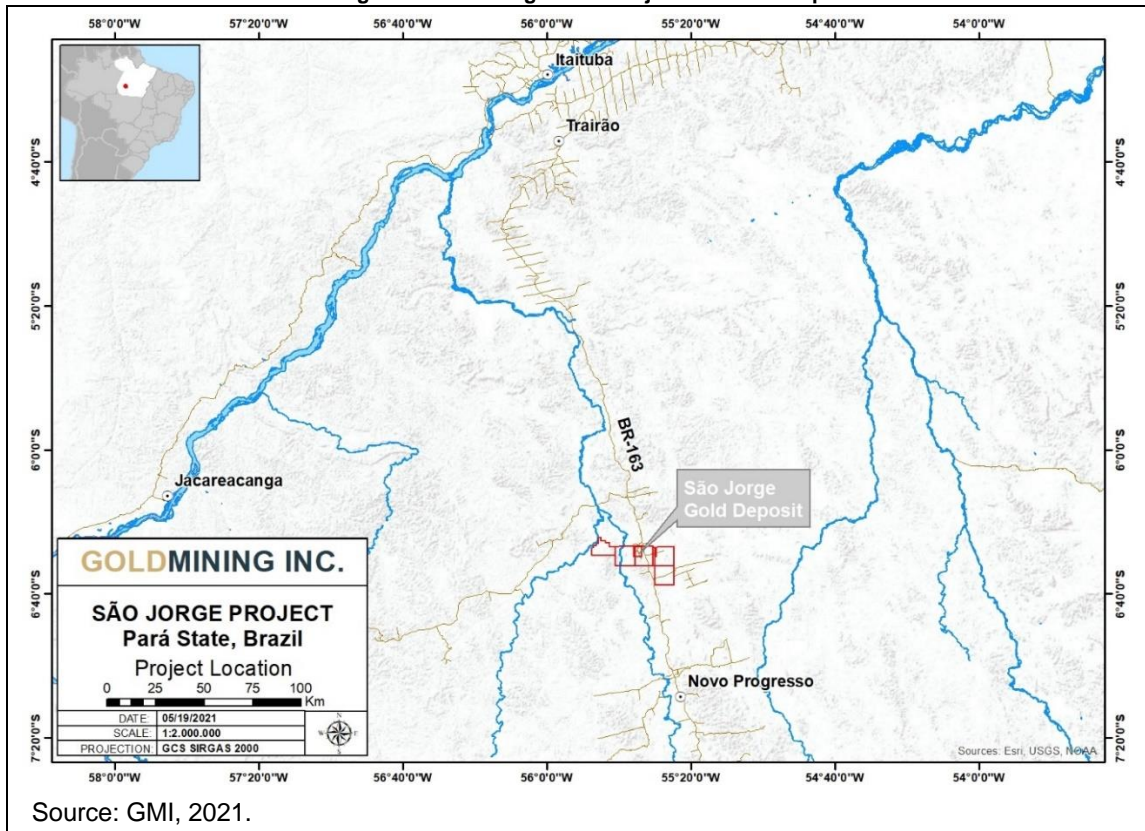 58°0'0"W 57°20'0"W 56°40'0"W 56°0'0"W 55°20'0"W 54°40'0"W 54°0'0"W
Itaituba
Trairão
4°40'0"S 4°40'0"S
5°20'0"S 5°20'0"S
BR-163
6°0'0"S 6°0'0"S
São Jorge
Gold Deposit
Jacareacanga
GOLDMINING INC.
SÃO JORGE PROJECT
Pará State, Brazil
Project Location
0 25 50 75 100
Km
DATE: 05/19/2021
SCALE: 1:2.000.000
PROJECTION: GCS SIRGAS 2000
N
W E
S
6°40'0"S 6°40'0"S
Novo Progresso
7°20'0"S 7°20'0"S
Sources: Esri, USGS, NOAA
58°0'0"W 57°20'0"W 56°40'0"W 56°0'0"W 55°20'0"W 54°40'0"W 54°0'0"W
Source: GMI, 2021.